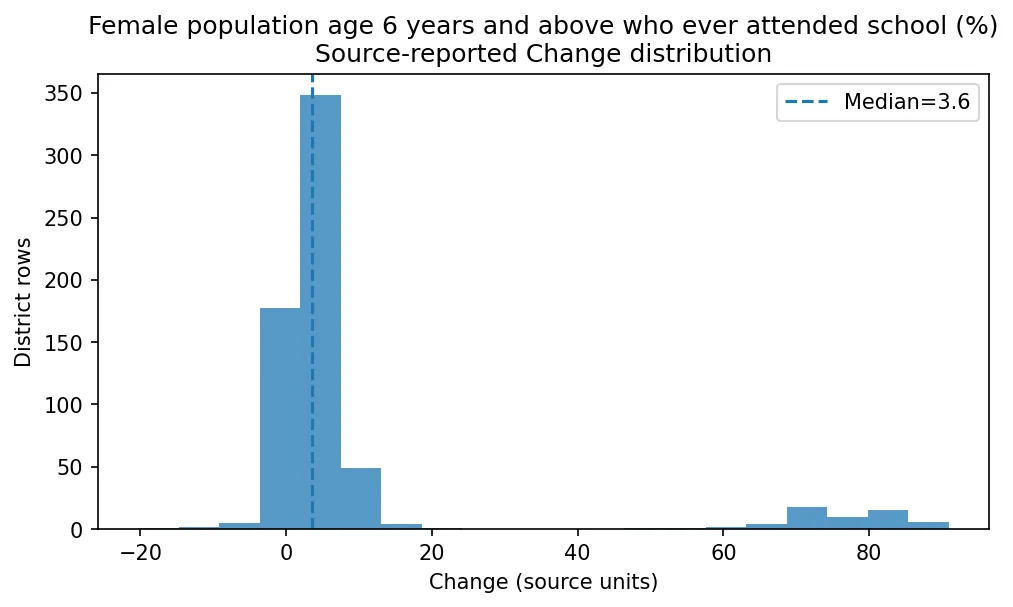 Female population age 6 years and above who ever attended school (%)
Source-reported Change distribution
Median=3.6
350
300
250
200
150
100
50
0
District rows
−20
0
20
40
60
80
Change (source units)